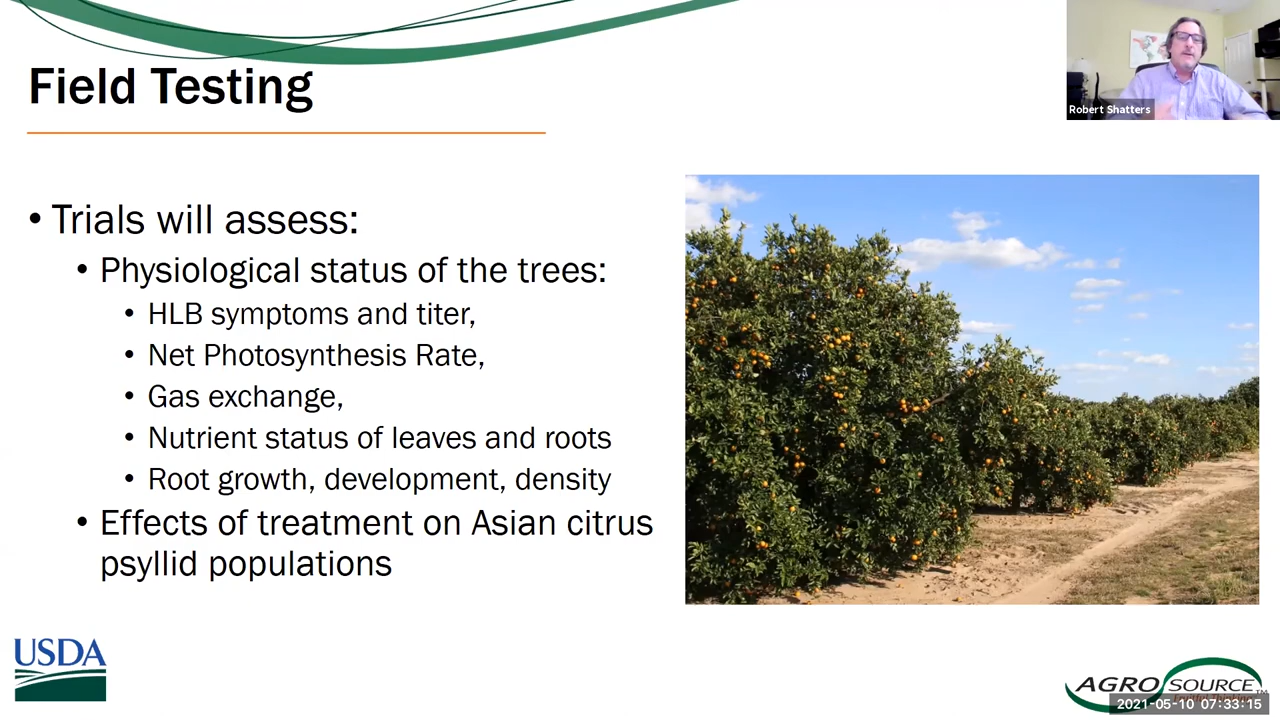 Field Testing
Robert Shatters
• Trials will assess:
• Physiological status of the trees:
• HLB symptoms and titer,
• Net Photosynthesis Rate,
• Gas exchange,
• Nutrient status of leaves and roots
• Root growth, development, density
• Effects of treatment on Asian citrus
psyllid populations
USDA
AGRO SOURCE
2021-05-10 07:33:15